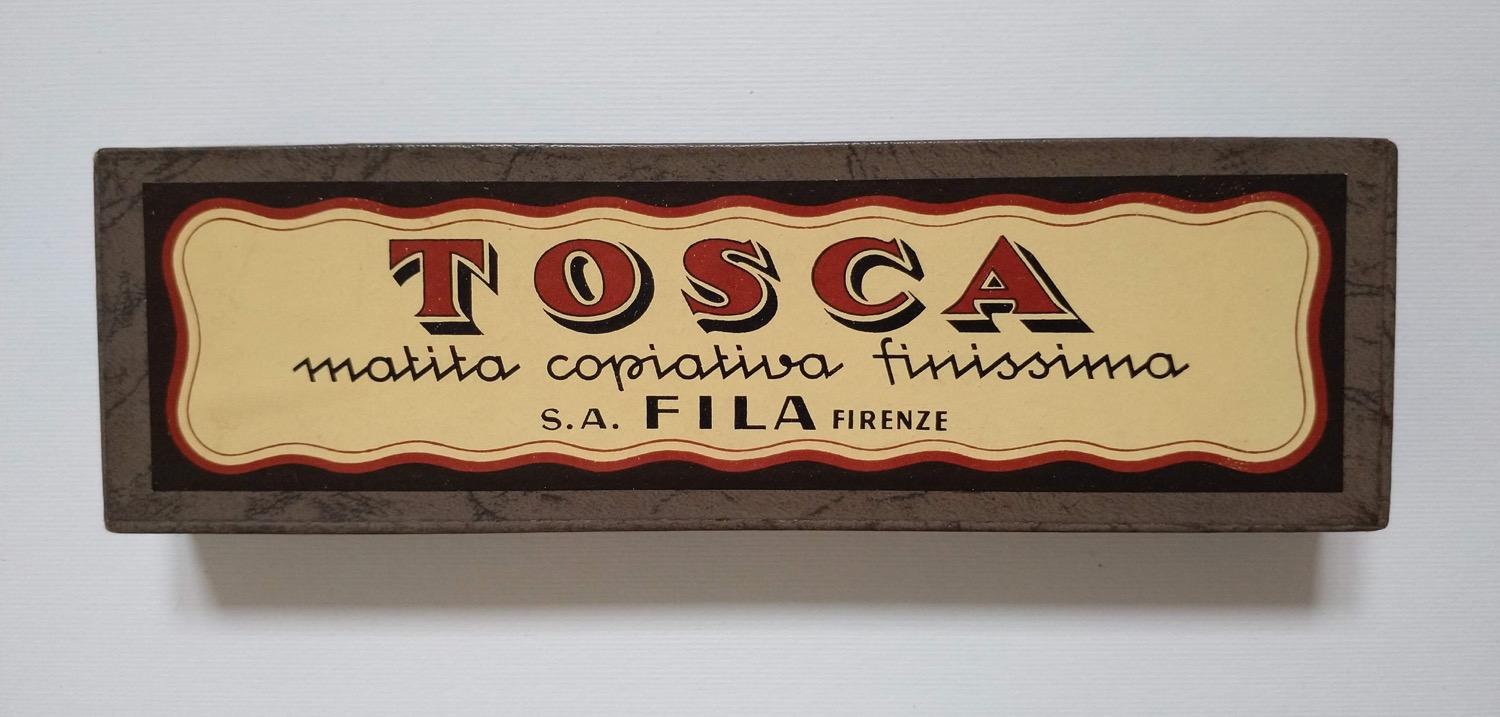 TOSCA
matita copiativa finissima
S.A. FILA FIRENZE